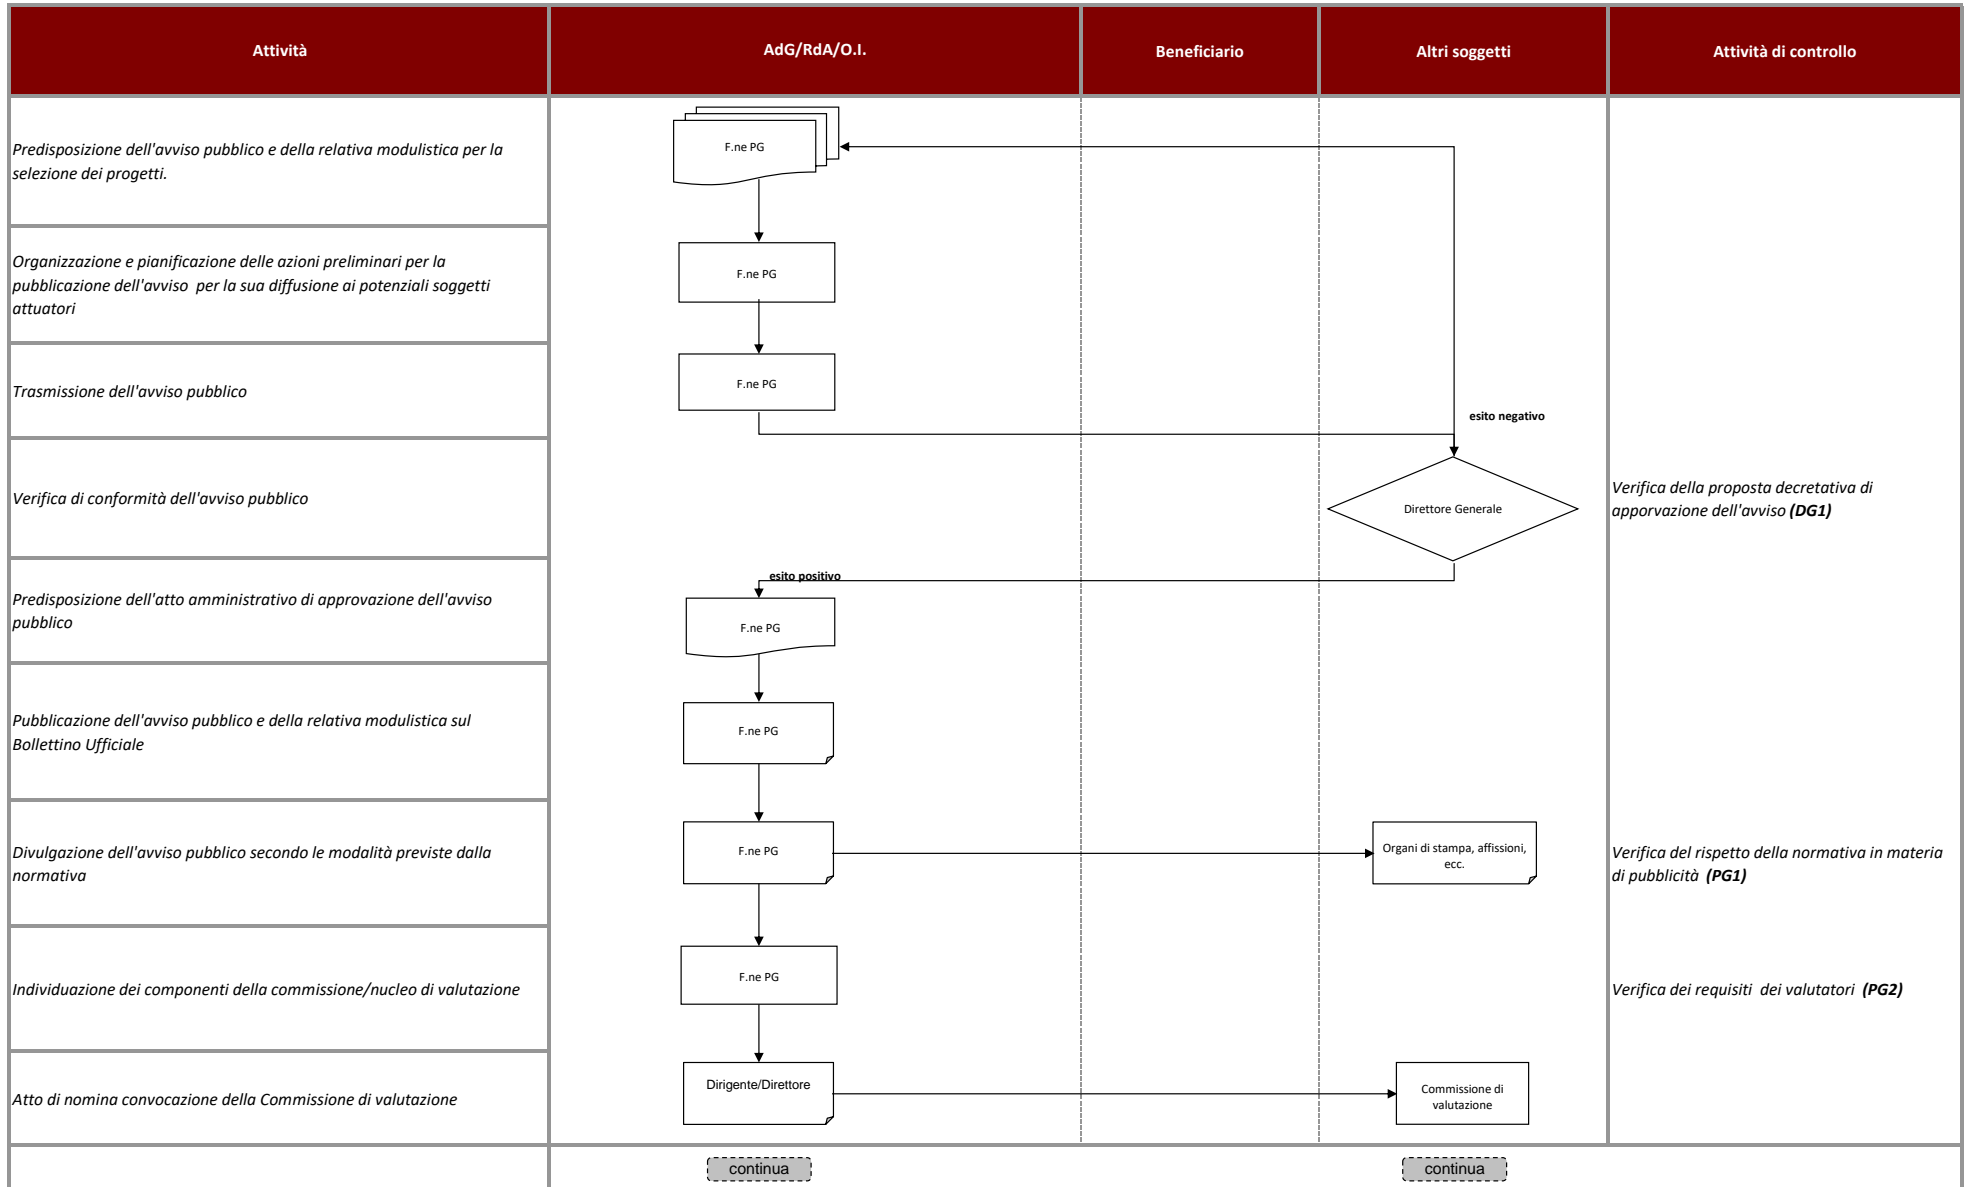 Attività
AdG/RdA/O.I.
Beneficiario
Altri soggetti
Attività di controllo
Predisposizione dell'avviso pubblico e della relativa modulistica per la
selezione dei progetti.
F.ne PG
Organizzazione e pianificazione delle azioni preliminari per la
pubblicazione dell'avviso  per la sua diffusione ai potenziali soggetti
attuatori
F.ne PG
Trasmissione dell'avviso pubblico
F.ne PG
esito negativo
Verifica di conformità dell'avviso pubblico
Direttore Generale
Verifica della proposta decretativa di
apporvazione dell'avviso (DG1)
esito positivo
Predisposizione dell'atto amministrativo di approvazione dell'avviso
pubblico
F.ne PG
Pubblicazione dell'avviso pubblico e della relativa modulistica sul
Bollettino Ufficiale
F.ne PG
Divulgazione dell'avviso pubblico secondo le modalità previste dalla
normativa
F.ne PG
Organi di stampa, affissioni,
ecc.
Verifica del rispetto della normativa in materia
di pubblicità  (PG1)
Individuazione dei componenti della commissione/nucleo di valutazione
F.ne PG
Verifica dei requisiti  dei valutatori  (PG2)
Atto di nomina convocazione della Commissione di valutazione
Dirigente/Direttore
Commissione di
valutazione
continua
continua